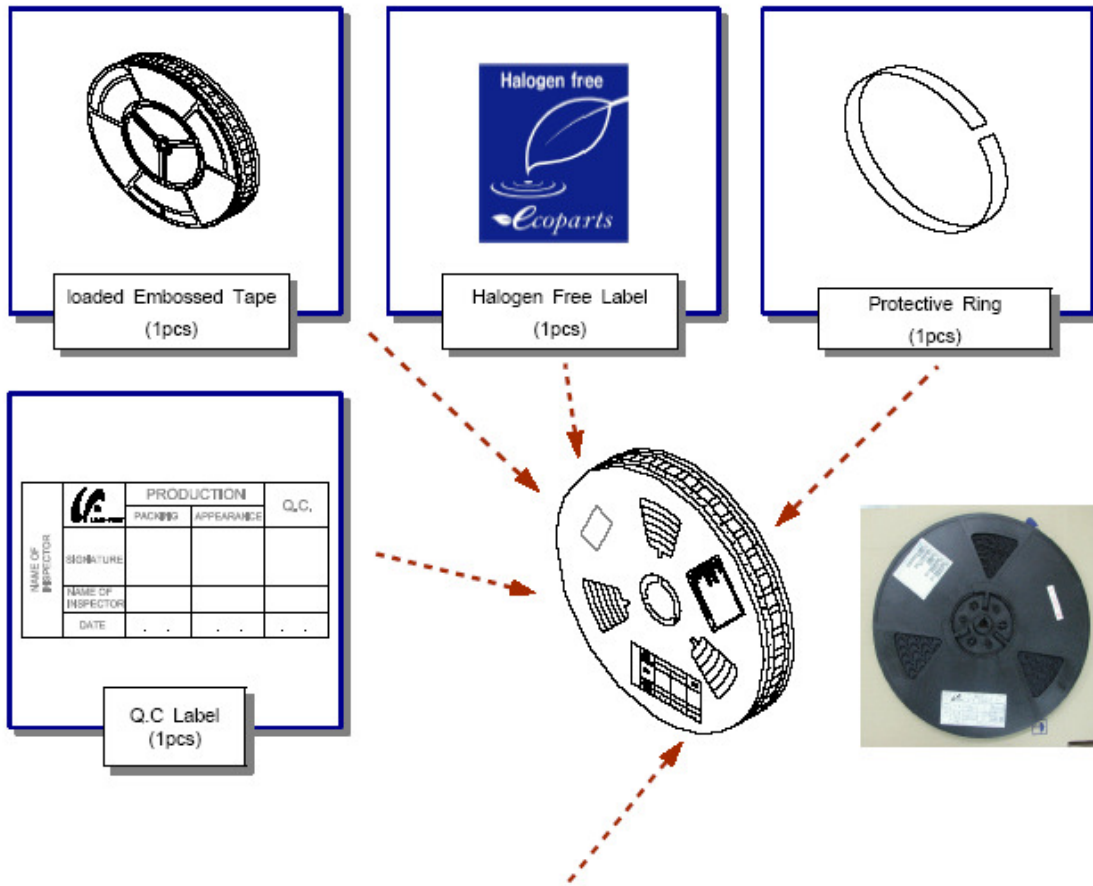 Halogen free
ecoparts
loaded Embossed Tape
(1pcs)
Halogen Free Label
(1pcs)
Protective Ring
(1pcs)
NAME OF
INSPECTOR
PRODUCTION
Q.C.
PACKING
APPEARANCE
SIGNATURE
NAME OF
INSPECTOR
DATE
. .
. .
. .
Q.C Label
(1pcs)